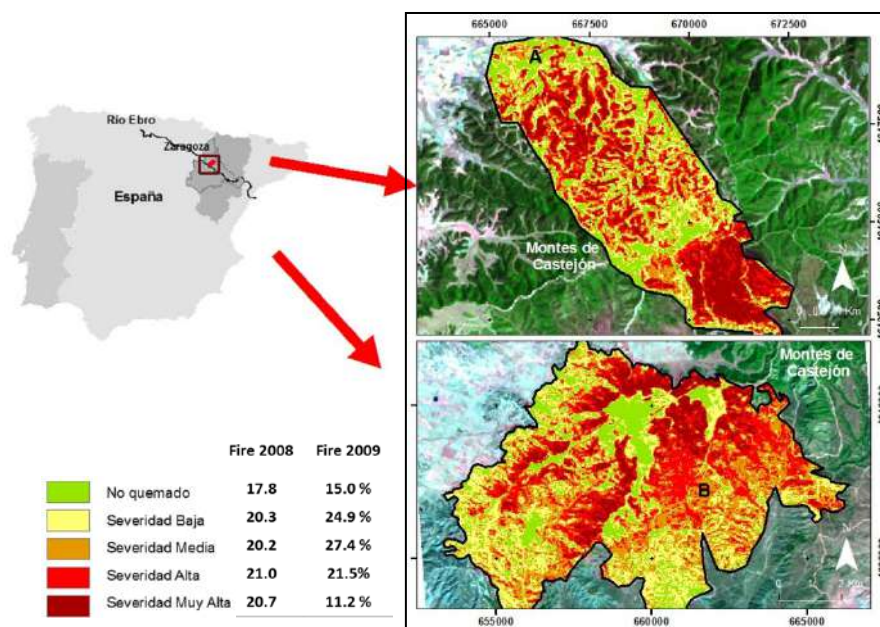 665000 667500 670000 672500
A
Río Ebro
Zaragoza
España
Montes de
Castejón
N
Km
Montes de
Castejón
B
N
Km
655000 660000 665000
Fire 2008 Fire 2009
No quemado 17.8 15.0 %
Severidad Baja 20.3 24.9 %
Severidad Media 20.2 27.4 %
Severidad Alta 21.0 21.5%
Severidad Muy Alta 20.7 11.2 %